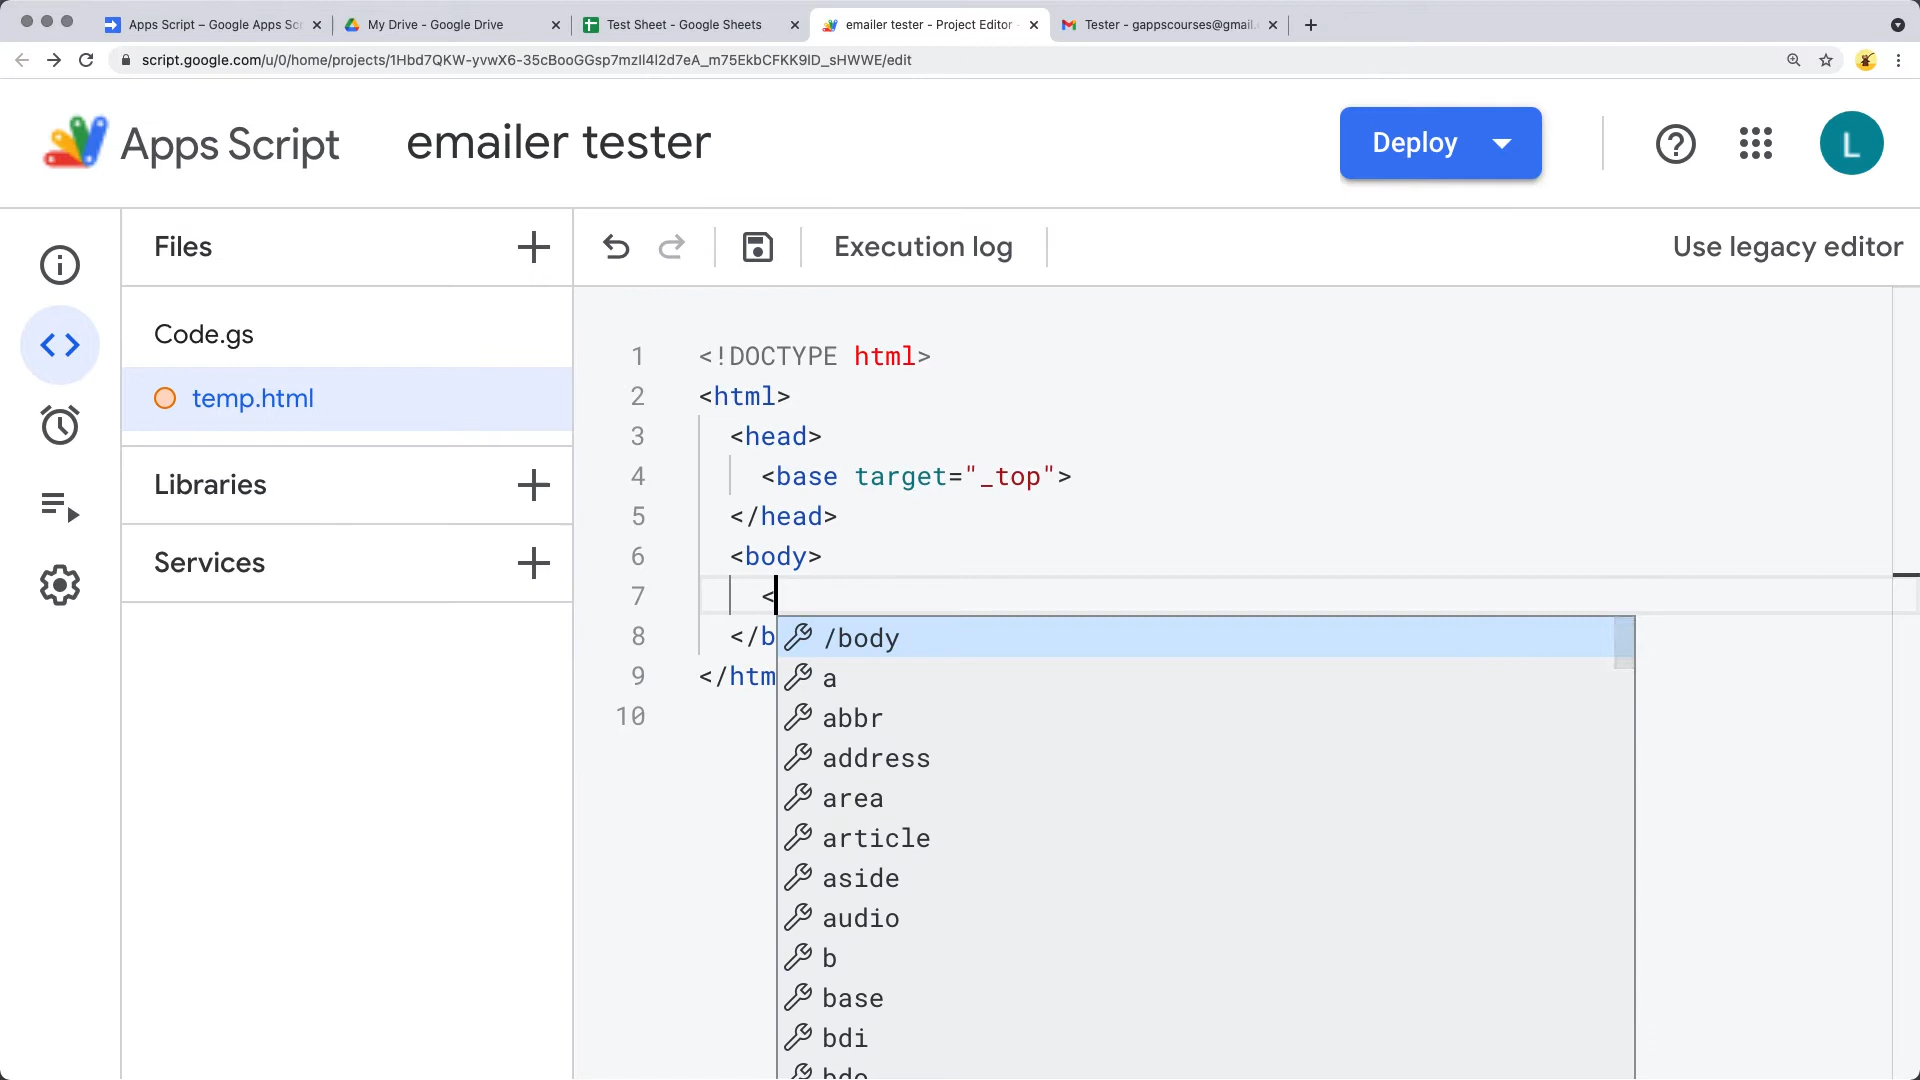 Apps Script – Google Apps Scr
My Drive - Google Drive
Test Sheet - Google Sheets
emailer tester - Project Editor -
Tester - gappscourses@gmail.
script.google.com/u/0/home/projects/1Hbd7QKW-yvwX6-35cBooGGsp7mzII4l2d7eA_m75EkbCFKK9ID_sHWWE/edit
Apps Script
emailer tester
Deploy
L
Files
Execution log
Use legacy editor
Code.gs
temp.html
Libraries
Services
1 <!DOCTYPE html>
2 <html>
3 <head>
4 <base target="_top">
5 </head>
6 <body>
7 <
8 </b
9 </htm
10
/body
a
abbr
address
area
article
aside
audio
b
base
bdi
bdo